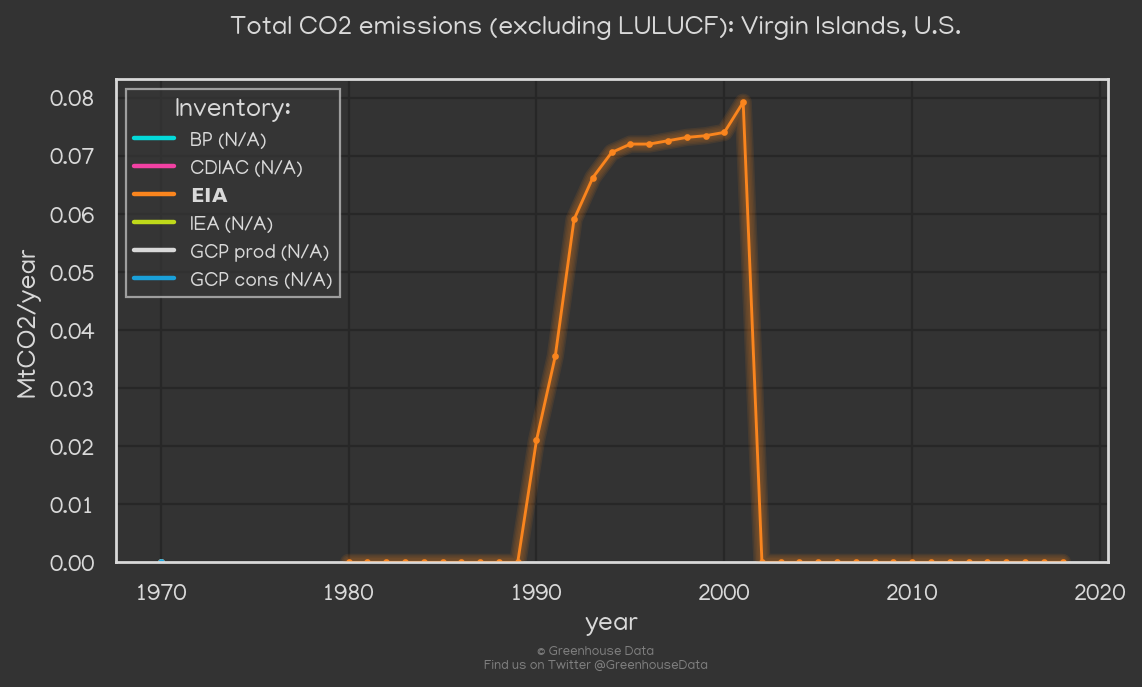 Total CO2 emissions (excluding LULUCF): Virgin Islands, U.S.
Inventory:
BP (N/A)
CDIAC (N/A)
EIA
IEA (N/A)
GCP prod (N/A)
GCP cons (N/A)
MtCO2/year
0.08
0.07
0.06
0.05
0.04
0.03
0.02
0.01
0.00
1970 1980 1990 2000 2010 2020
year
© Greenhouse Data
Find us on Twitter @GreenhouseData